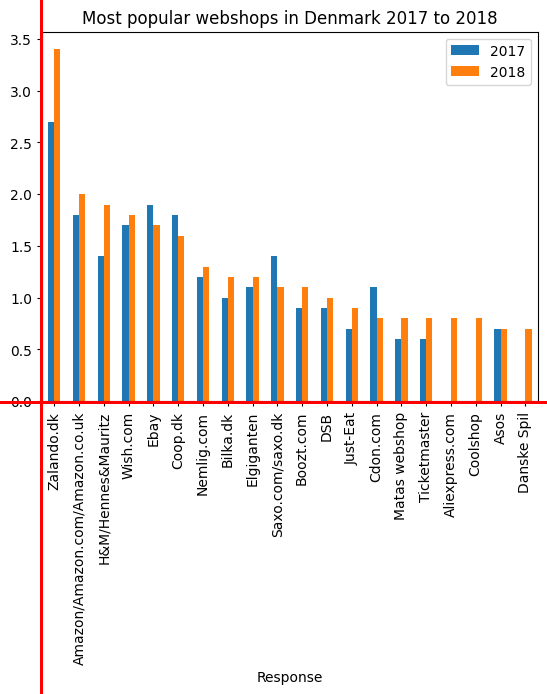 Most popular webshops in Denmark 2017 to 2018
3.5
3.0
2.5
2.0
1.5
1.0
0.5
0.0
2017
2018
Zalando.dk
Amazon/Amazon.com/Amazon.co.uk
H&M/Hennes&Mauritz
Wish.com
Ebay
Coop.dk
Nemlig.com
Bilka.dk
Elgiganten
Saxo.com/saxo.dk
Boozt.com
DSB
Just-Eat
Cdon.com
Matas webshop
Ticketmaster
Aliexpress.com
Coolshop
Asos
Danske Spil
Response